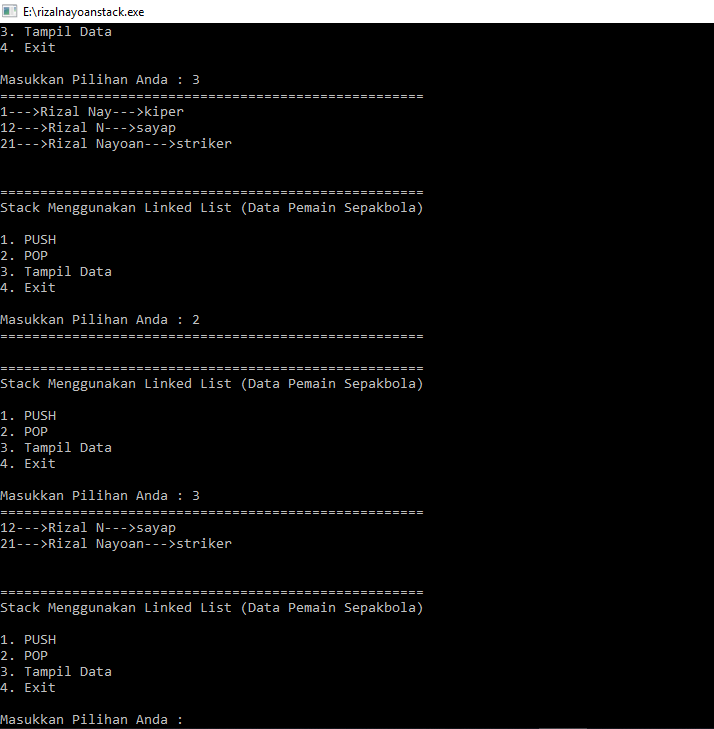 E:\rizalnayoanstack.exe
3. Tampil Data
4. Exit
Masukkan Pilihan Anda : 3
=====================================================
1--->Rizal Nay--->kiper
12--->Rizal N--->sayap
21--->Rizal Nayoan--->striker
=====================================================
Stack Menggunakan Linked List (Data Pemain Sepakbola)
1. PUSH
2. POP
3. Tampil Data
4. Exit
Masukkan Pilihan Anda : 2
=====================================================
=====================================================
Stack Menggunakan Linked List (Data Pemain Sepakbola)
1. PUSH
2. POP
3. Tampil Data
4. Exit
Masukkan Pilihan Anda : 3
=====================================================
12--->Rizal N--->sayap
21--->Rizal Nayoan--->striker
=====================================================
Stack Menggunakan Linked List (Data Pemain Sepakbola)
1. PUSH
2. POP
3. Tampil Data
4. Exit
Masukkan Pilihan Anda :